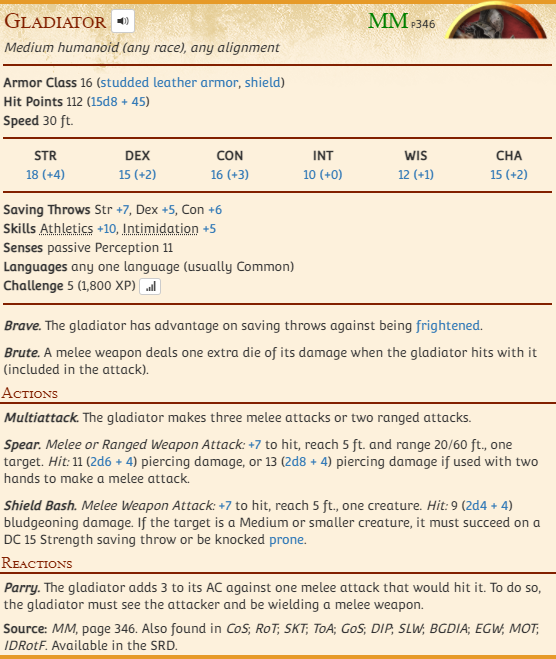 Gladiator MM P346
Medium humanoid (any race), any alignment
Armor Class 16 (studded leather armor, shield)
Hit Points 112 (15d8 + 45)
Speed 30 ft.
STR DEX CON INT WIS CHA
18 (+4) 15 (+2) 16 (+3) 10 (+0) 12 (+1) 15 (+2)
Saving Throws Str +7, Dex +5, Con +6
Skills Athletics +10, Intimidation +5
Senses passive Perception 11
Languages any one language (usually Common)
Challenge 5 (1,800 XP)
Brave. The gladiator has advantage on saving throws against being frightened.
Brute. A melee weapon deals one extra die of its damage when the gladiator hits with it
(included in the attack).
Actions
Multiattack. The gladiator makes three melee attacks or two ranged attacks.
Spear. Melee or Ranged Weapon Attack: +7 to hit, reach 5 ft. and range 20/60 ft., one
target. Hit: 11 (2d6 + 4) piercing damage, or 13 (2d8 + 4) piercing damage if used with two
hands to make a melee attack.
Shield Bash. Melee Weapon Attack: +7 to hit, reach 5 ft., one creature. Hit: 9 (2d4 + 4)
bludgeoning damage. If the target is a Medium or smaller creature, it must succeed on a
DC 15 Strength saving throw or be knocked prone.
Reactions
Parry. The gladiator adds 3 to its AC against one melee attack that would hit it. To do so,
the gladiator must see the attacker and be wielding a melee weapon.
Source: MM, page 346. Also found in CoS; RoT; SKT; ToA; GoS; DIP; SLW; BGDIA; EGW; MOT;
IDRotF. Available in the SRD.